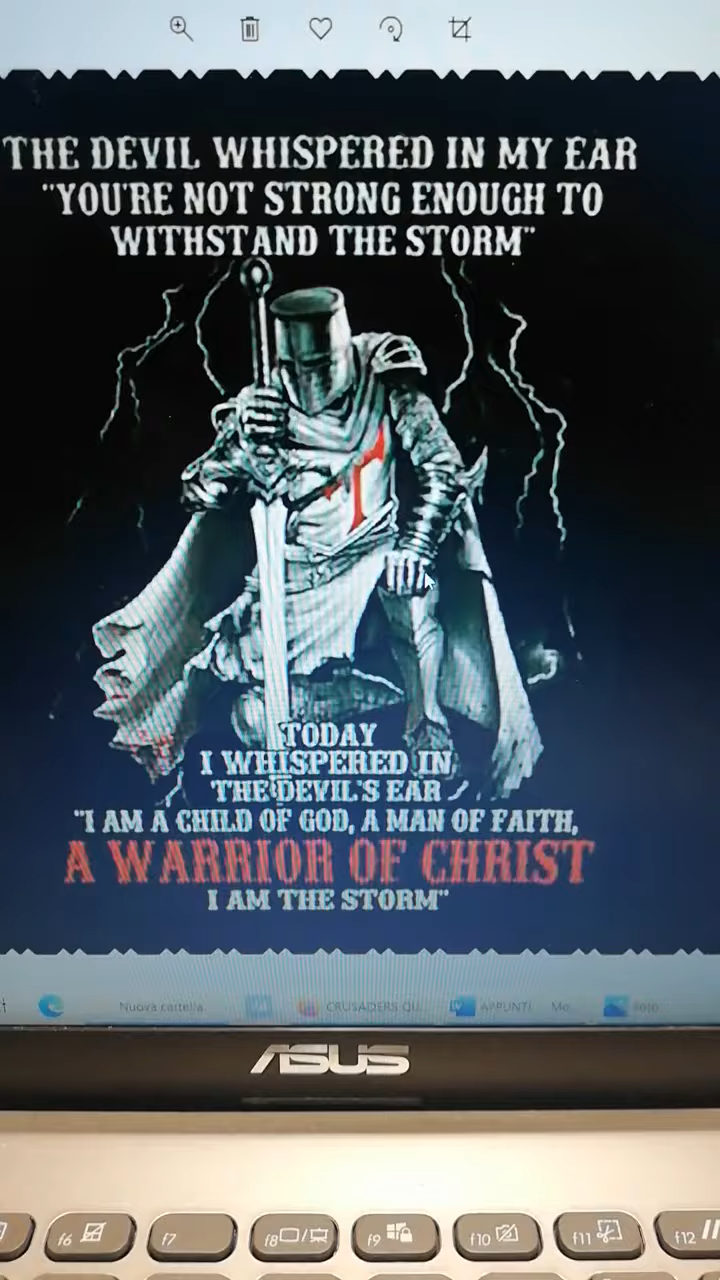 THE DEVIL WHISPERED IN MY EAR
"YOU'RE NOT STRONG ENOUGH TO
WITHSTAND THE STORM"
TODAY
I WHISPERED IN
THE DEVIL'S EAR
"I AM A CHILD OF GOD, A MAN OF FAITH,
A WARRIOR OF CHRIST
I AM THE STORM"
Nuova cartella CRUSADERS QU... APPUNTI
ASUS
f6 f7 f8 f9 f10 f11 f12